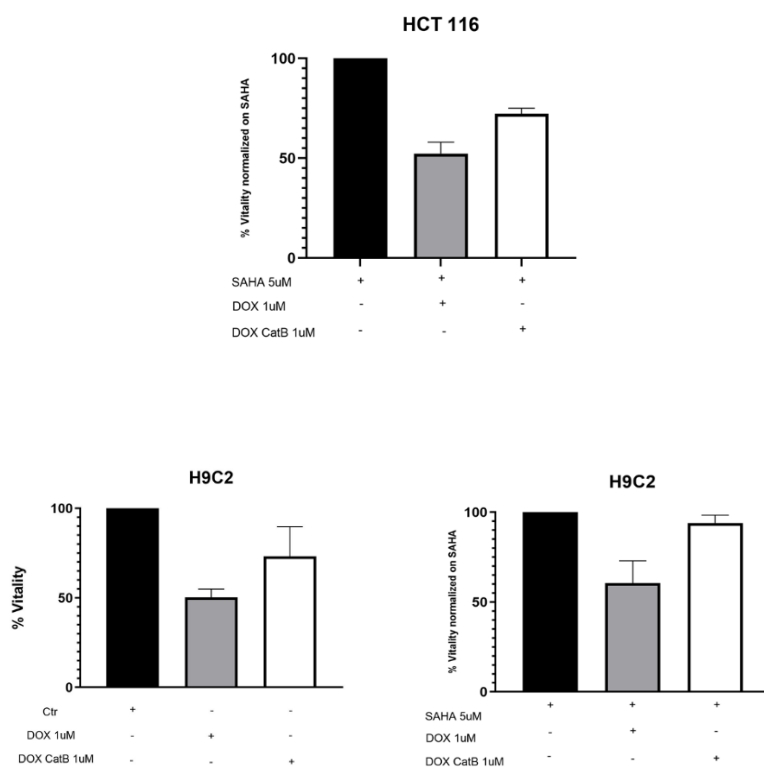 HCT 116
% Vitality normalized on SAHA
100
50
0
SAHA 5uM + + +
DOX 1uM - + -
DOX CatB 1uM - - +
H9C2
% Vitality
100
50
0
Ctr + - -
DOX 1uM - + -
DOX CatB 1uM - - +
H9C2
% Vitality normalized on SAHA
100
50
0
SAHA 5uM + + +
DOX 1uM - + -
DOX CatB 1uM - - +